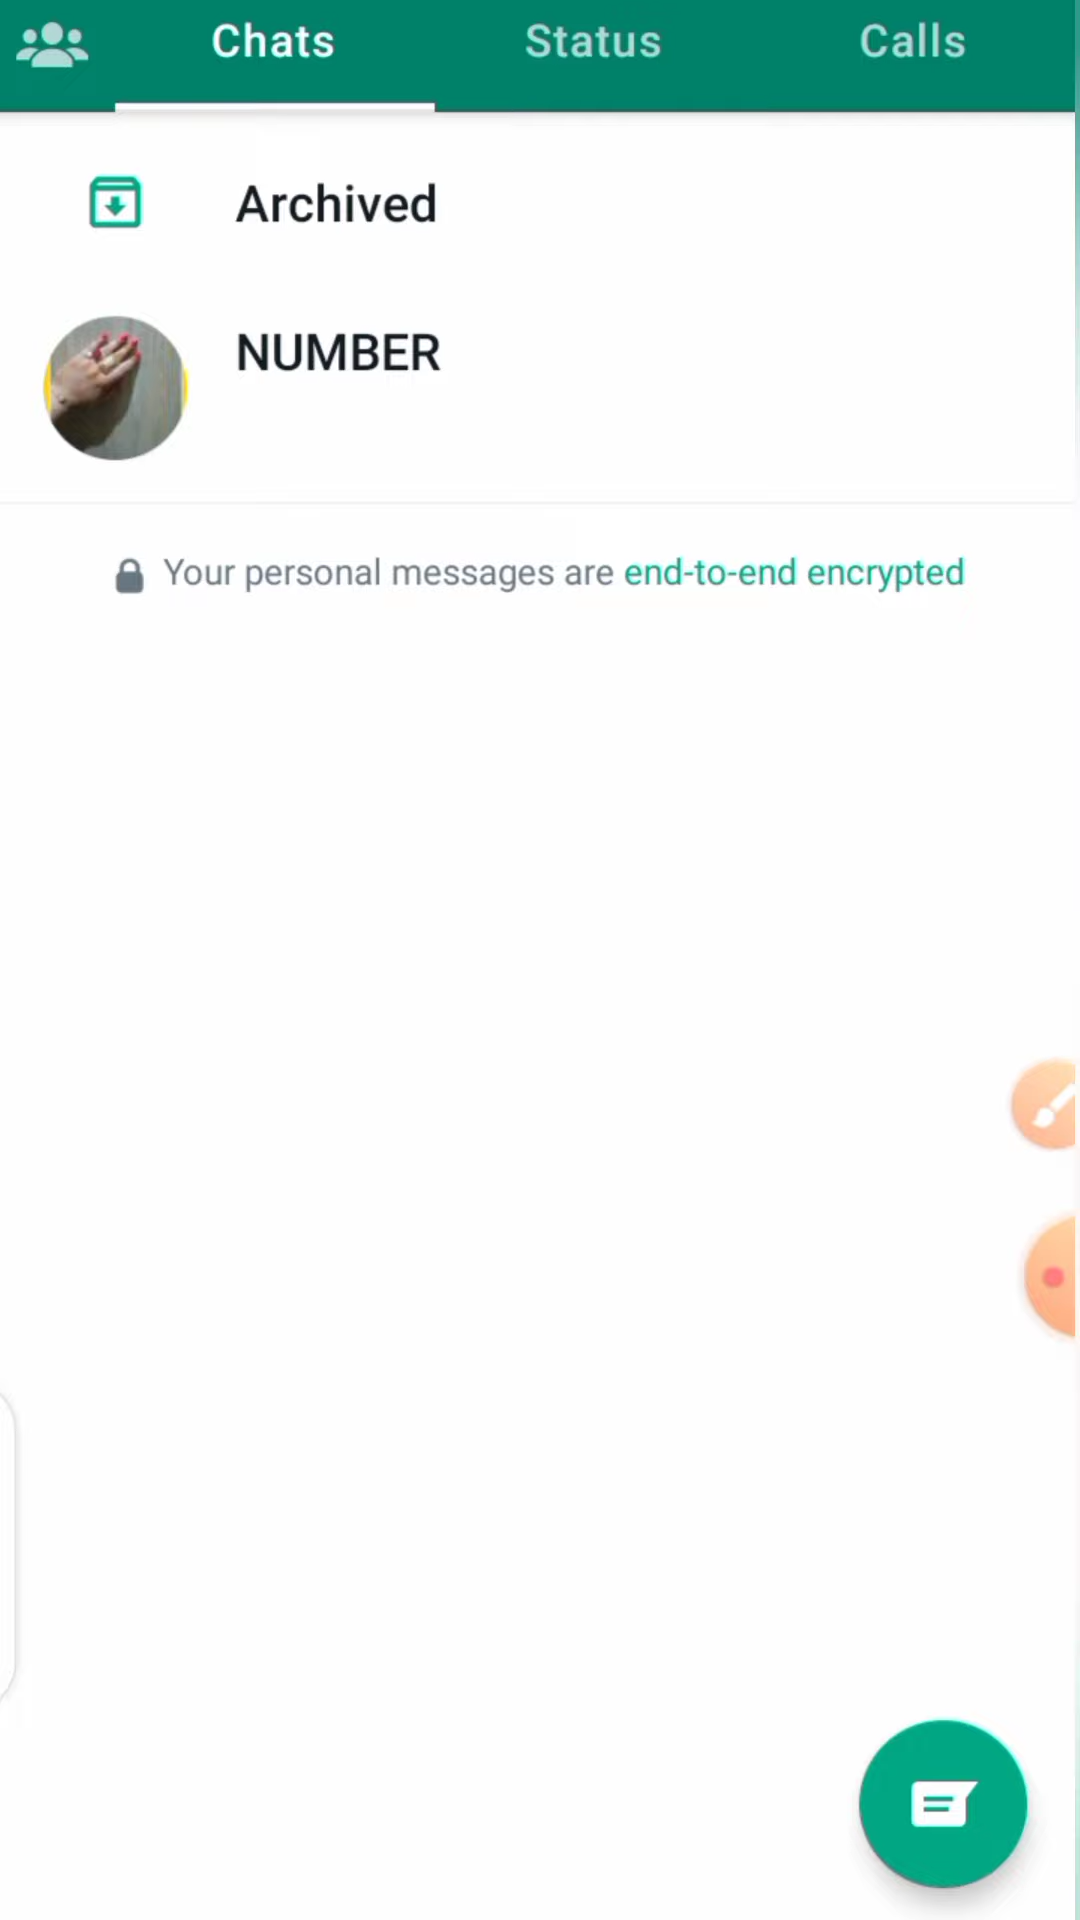 Chats Status Calls
Archived
NUMBER
Your personal messages are end-to-end encrypted